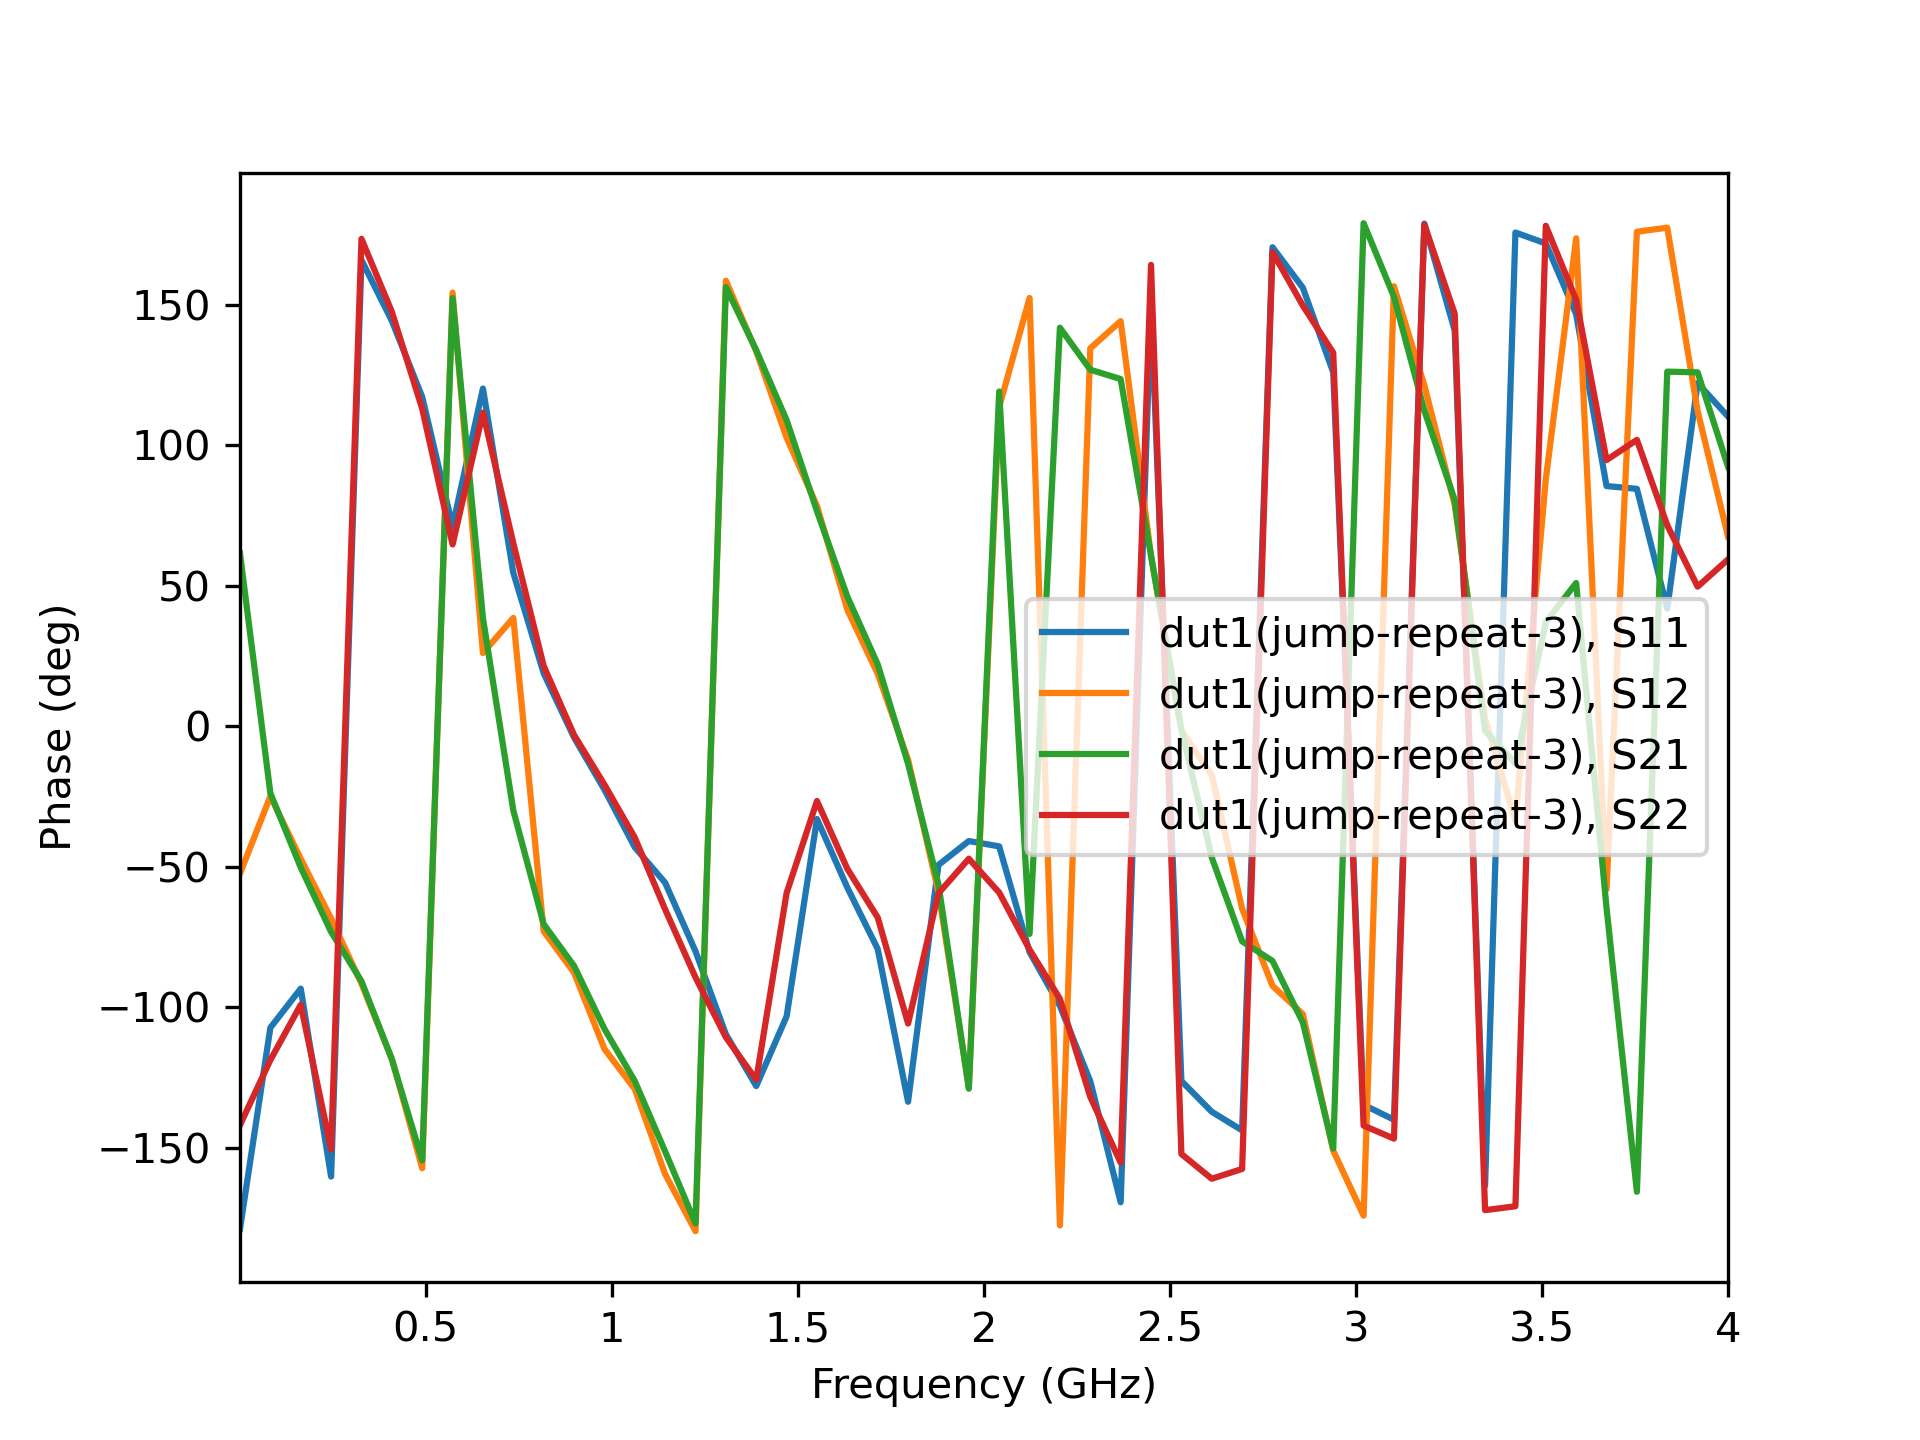 150
100
50
0
−50
−100
−150
Phase (deg)
dut1(jump-repeat-3), S11
dut1(jump-repeat-3), S12
dut1(jump-repeat-3), S21
dut1(jump-repeat-3), S22
0.5 1 1.5 2 2.5 3 3.5 4
Frequency (GHz)